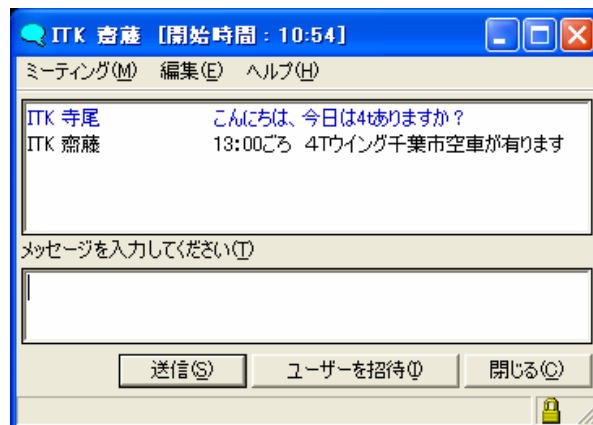 ITK 齋藤 [開始時間：10:54]
ミーティング(M) 編集(E) ヘルプ(H)
ITK 寺尾 こんにちは、今日は4tありますか？
ITK 齋藤 13:00ごろ 4Tウイング千葉市空車が有ります
メッセージを入力してください(T)
送信(S) ユーザーを招待(I) 閉じる(C)